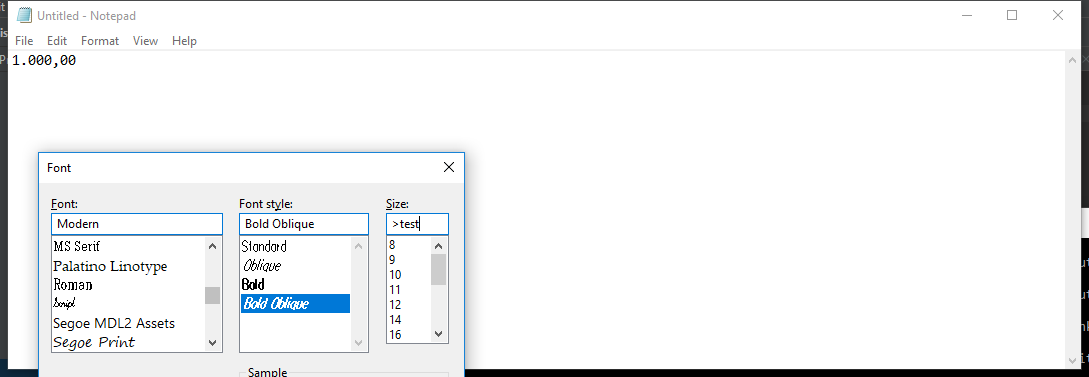 Untitled - Notepad
File Edit Format View Help
1.000,00
Font
Font: Font style: Size:
Modern Bold Oblique >test
MS Serif
Palatino Linotype
Roman
Script
Segoe MDL2 Assets
Segoe Print
Standard
Oblique
Bold
Bold Oblique
8
9
10
11
12
14
16
Sample